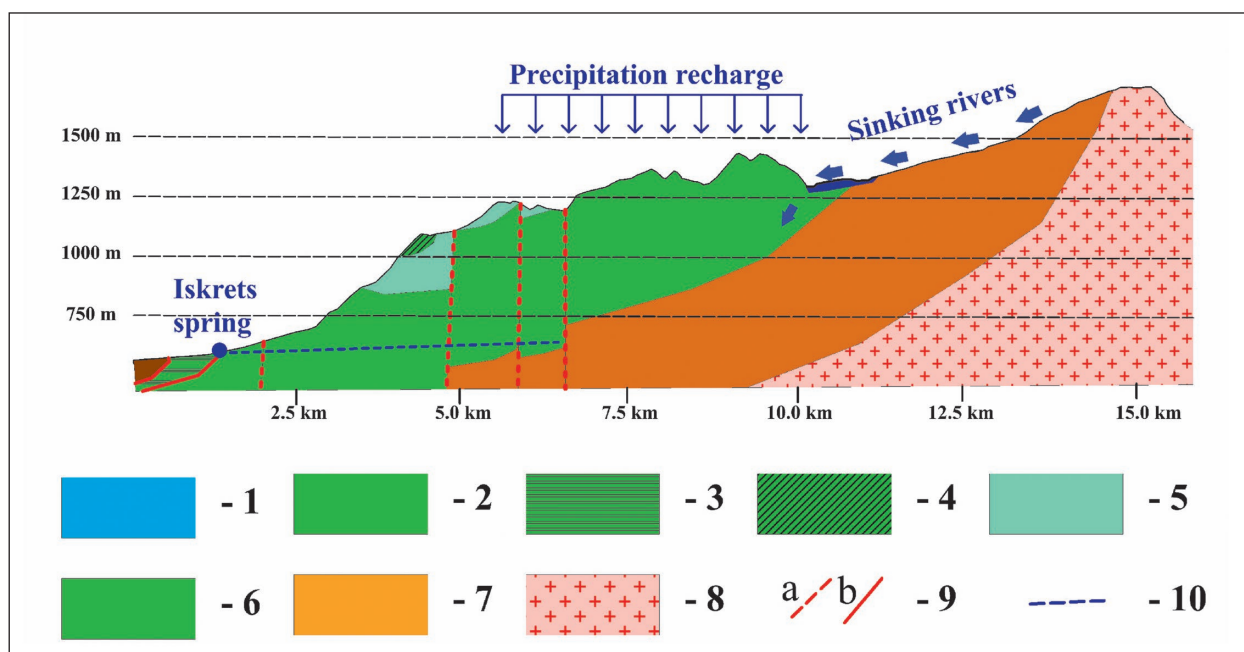 Precipitation recharge
Sinking rivers
1500 m
1250 m
1000 m
750 m
Iskrets
spring
2.5 km
5.0 km
7.5 km
10.0 km
12.5 km
15.0 km
- 1
- 2
- 3
- 4
- 5
- 6
- 7
- 8
a b - 9
- 10